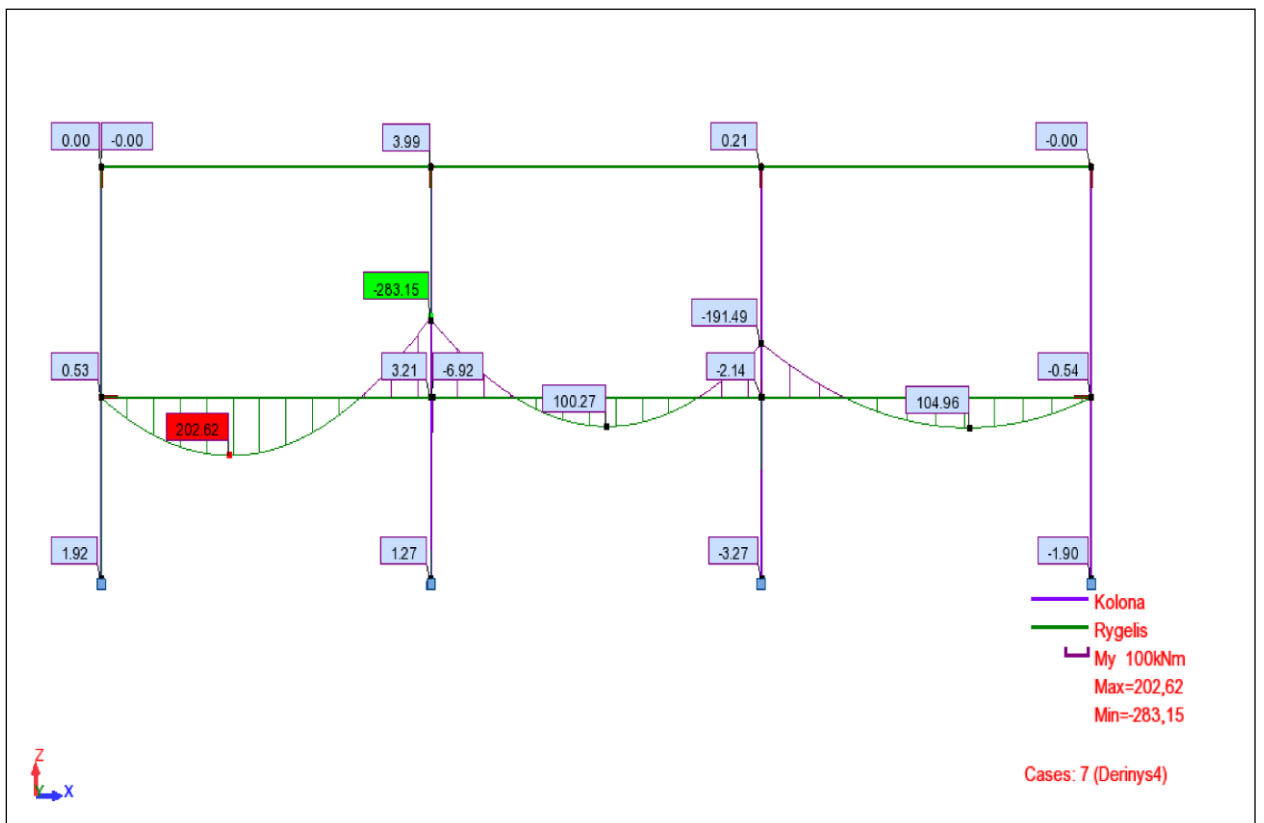 0.00 -0.00 3.99 0.21 -0.00
-283.15
-191.49
0.53 3.21 -6.92 -2.14 -0.54
202.62 100.27 104.96
1.92 1.27 -3.27 -1.90
Kolona
Rygelis
My 100kNm
Max=202,62
Min=-283,15
Cases: 7 (Derinys4)
Z
Y X